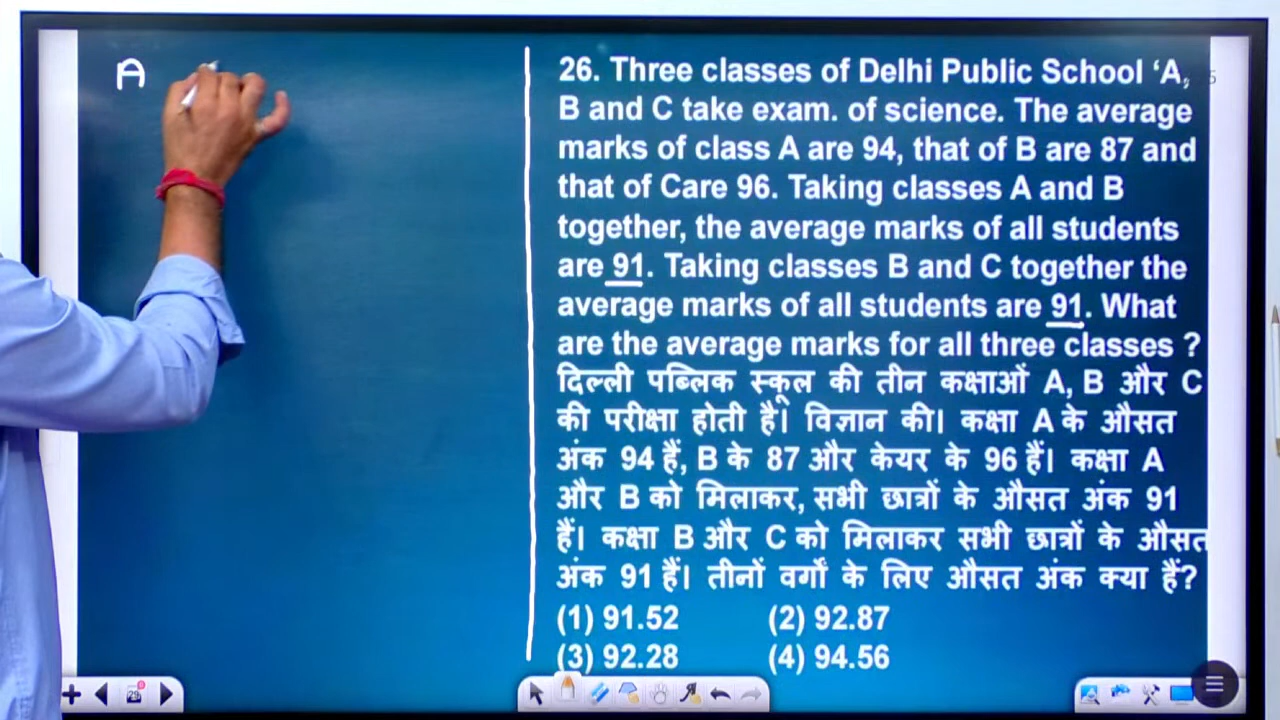 A
26. Three classes of Delhi Public School ‘A,
B and C take exam. of science. The average
marks of class A are 94, that of B are 87 and
that of Care 96. Taking classes A and B
together, the average marks of all students
are 91. Taking classes B and C together the
average marks of all students are 91. What
are the average marks for all three classes ?
दिल्ली पब्लिक स्कूल की तीन कक्षाओं A, B और C
की परीक्षा होती है। विज्ञान की। कक्षा A के औसत
अंक 94 हैं, B के 87 और केयर के 96 हैं। कक्षा A
और B को मिलाकर, सभी छात्रों के औसत अंक 91
हैं। कक्षा B और C को मिलाकर सभी छात्रों के औसत
अंक 91 हैं। तीनों वर्गों के लिए औसत अंक क्या हैं?
(1) 91.52 (2) 92.87
(3) 92.28 (4) 94.56